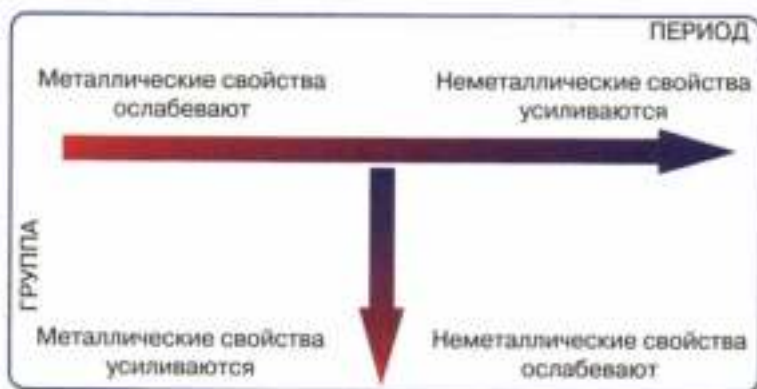 ПЕРИОД
Металлические свойства
ослабевают
Неметаллические свойства
усиливаются
ГРУППА
Металлические свойства
усиливаются
Неметаллические свойства
ослабевают